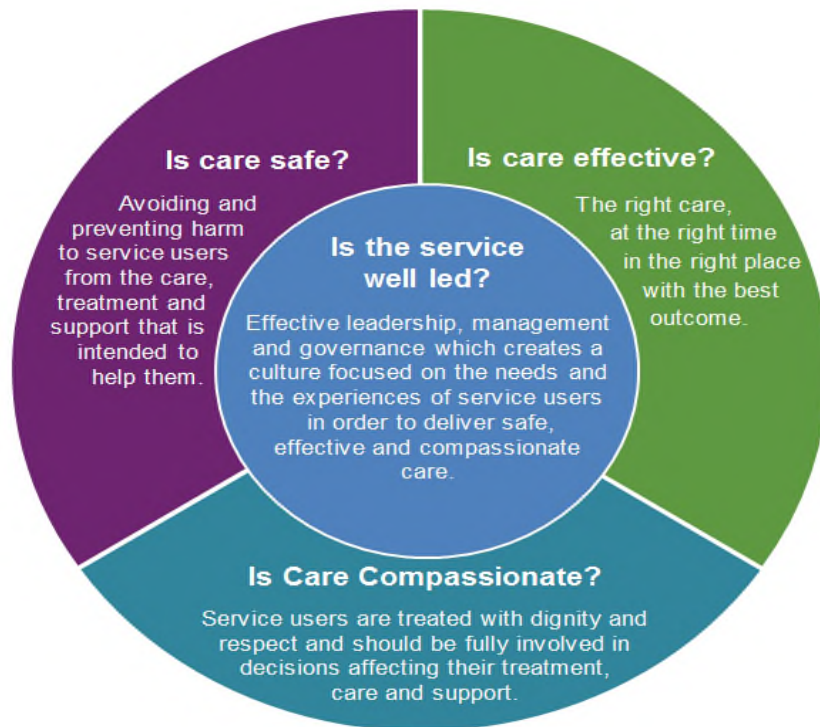 Is care safe?
Avoiding and
preventing harm
to service users
from the care,
treatment and
support that is
intended to
help them.
Is care effective?
The right care,
at the right time
in the right place
with the best
outcome.
Is the service
well led?
Effective leadership, management
and governance which creates a
culture focused on the needs and
the experiences of service users
in order to deliver safe,
effective and compassionate
care.
Is Care Compassionate?
Service users are treated with dignity and
respect and should be fully involved in
decisions affecting their treatment,
care and support.